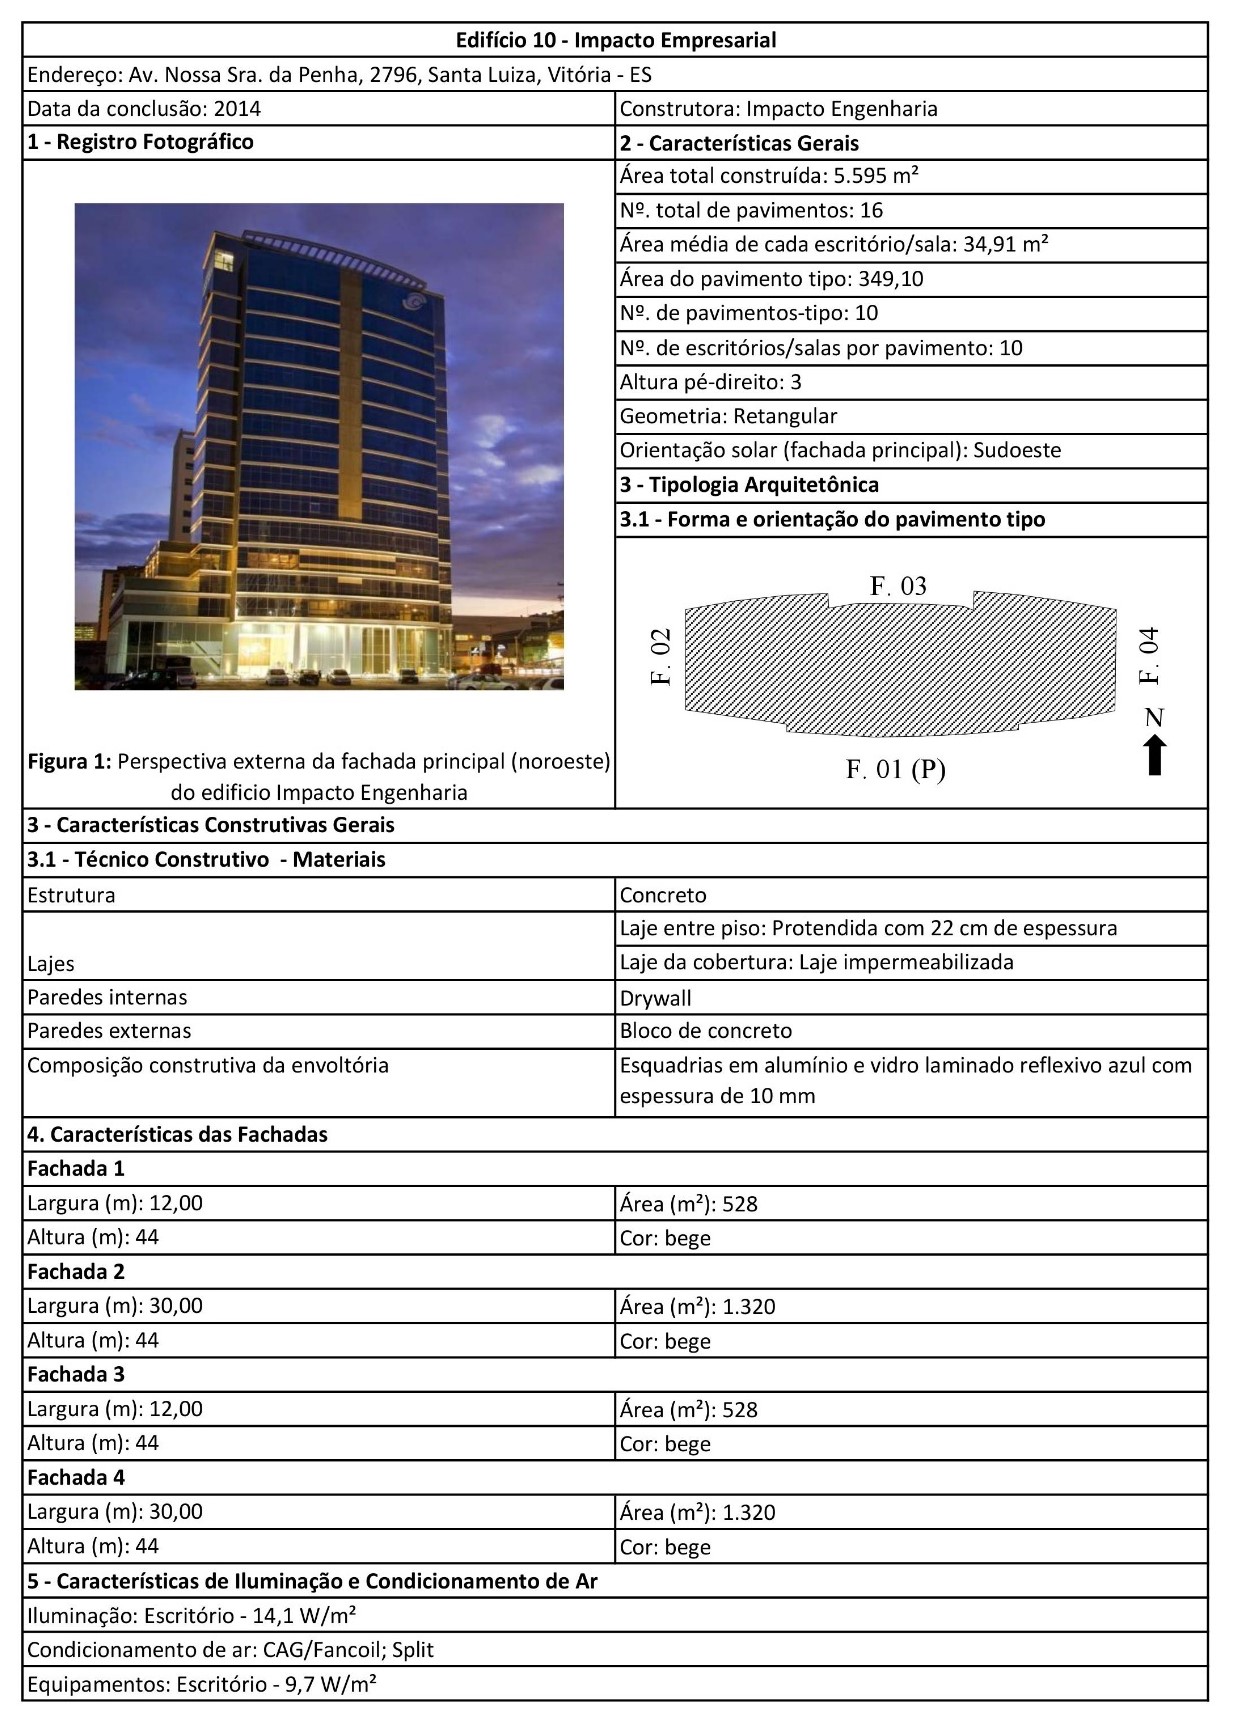 Edifício 10 - Impacto Empresarial
Endereço: Av. Nossa Sra. da Penha, 2796, Santa Luiza, Vitória - ES
Data da conclusão: 2014
Construtora: Impacto Engenharia
1 - Registro Fotográfico
2 - Características Gerais
Área total construída: 5.595 m²
Nº. total de pavimentos: 16
Área média de cada escritório/sala: 34,91 m²
Área do pavimento tipo: 349,10
Nº. de pavimentos-tipo: 10
Nº. de escritórios/salas por pavimento: 10
Altura pé-direito: 3
Geometria: Retangular
Orientação solar (fachada principal): Sudoeste
3 - Tipologia Arquitetônica
3.1 - Forma e orientação do pavimento tipo
F. 03
F. 02
F. 04
N
F. 01 (P)
Figura 1: Perspectiva externa da fachada principal (noroeste)
do edificio Impacto Engenharia
3 - Características Construtivas Gerais
3.1 - Técnico Construtivo  - Materiais
Estrutura
Concreto
Lajes
Laje entre piso: Protendida com 22 cm de espessura
Laje da cobertura: Laje impermeabilizada
Paredes internas
Drywall
Paredes externas
Bloco de concreto
Composição construtiva da envoltória
Esquadrias em alumínio e vidro laminado reflexivo azul com
espessura de 10 mm
4. Características das Fachadas
Fachada 1
Largura (m): 12,00
Área (m²): 528
Altura (m): 44
Cor: bege
Fachada 2
Largura (m): 30,00
Área (m²): 1.320
Altura (m): 44
Cor: bege
Fachada 3
Largura (m): 12,00
Área (m²): 528
Altura (m): 44
Cor: bege
Fachada 4
Largura (m): 30,00
Área (m²): 1.320
Altura (m): 44
Cor: bege
5 - Características de Iluminação e Condicionamento de Ar
Iluminação: Escritório - 14,1 W/m²
Condicionamento de ar: CAG/Fancoil; Split
Equipamentos: Escritório - 9,7 W/m²